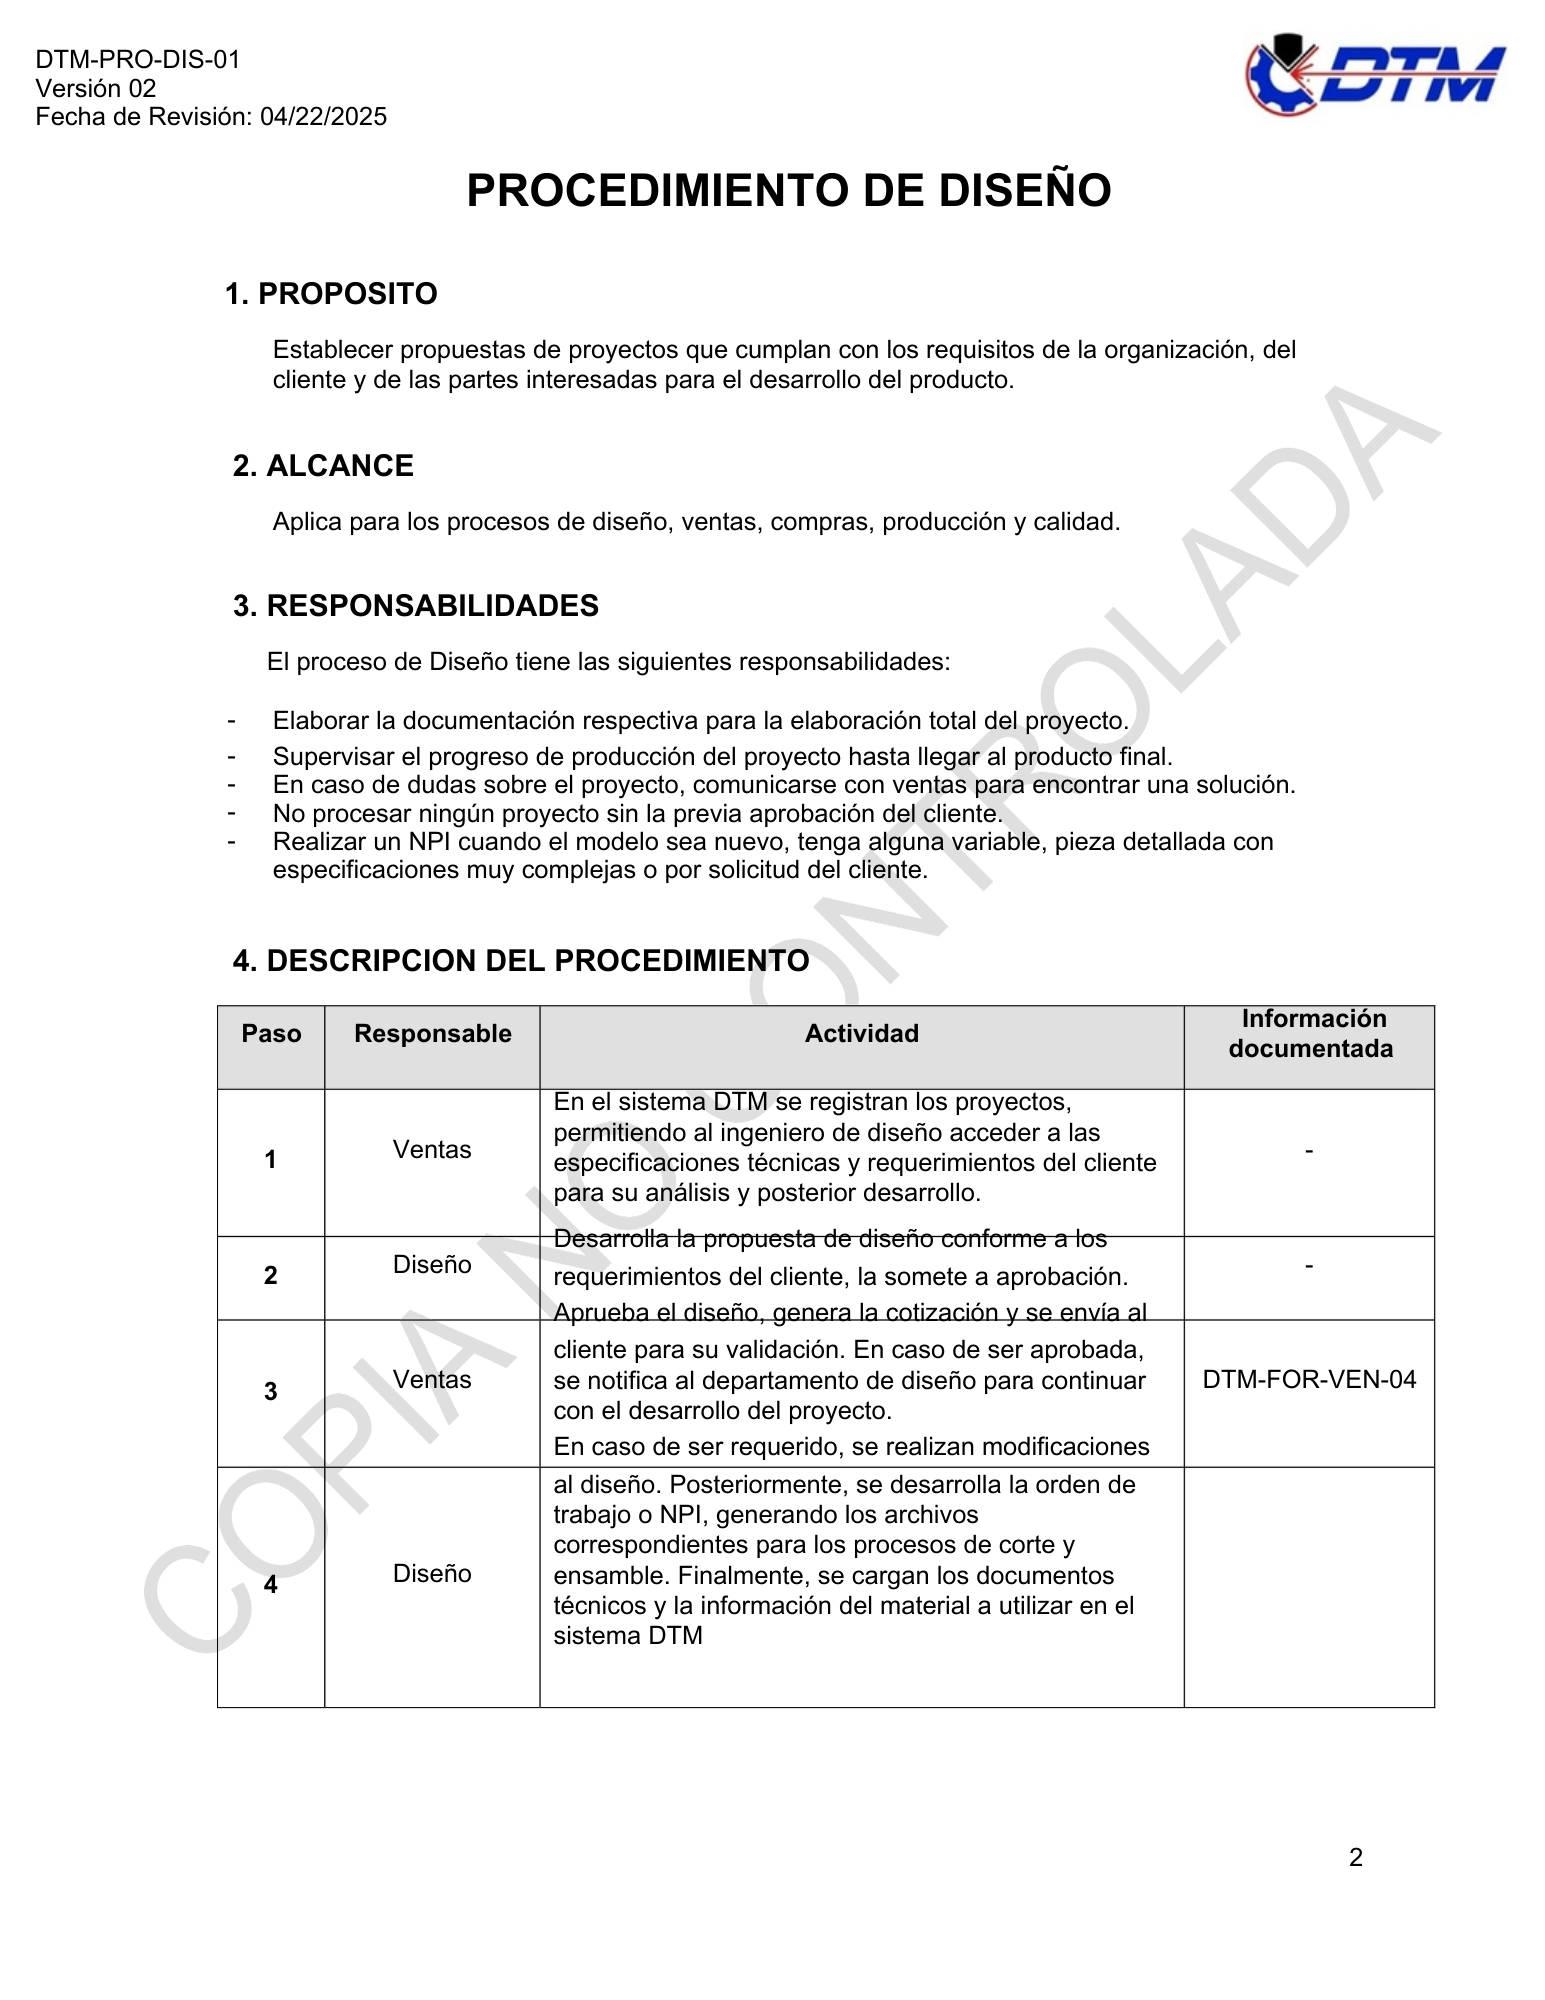 DTM-PRO-DIS-01
Versión 02
Fecha de Revisión: 04/22/2025
DTM
PROCEDIMIENTO DE DISEÑO
1. PROPOSITO
Establecer propuestas de proyectos que cumplan con los requisitos de la organización, del
cliente y de las partes interesadas para el desarrollo del producto.
2. ALCANCE
Aplica para los procesos de diseño, ventas, compras, producción y calidad.
3. RESPONSABILIDADES
El proceso de Diseño tiene las siguientes responsabilidades:
- Elaborar la documentación respectiva para la elaboración total del proyecto.
- Supervisar el progreso de producción del proyecto hasta llegar al producto final.
- En caso de dudas sobre el proyecto, comunicarse con ventas para encontrar una solución.
- No procesar ningún proyecto sin la previa aprobación del cliente.
- Realizar un NPI cuando el modelo sea nuevo, tenga alguna variable, pieza detallada con
especificaciones muy complejas o por solicitud del cliente.
4. DESCRIPCION DEL PROCEDIMIENTO
Paso Responsable Actividad Información
documentada
1 Ventas En el sistema DTM se registran los proyectos,
permitiendo al ingeniero de diseño acceder a las
especificaciones técnicas y requerimientos del cliente
para su análisis y posterior desarrollo. -
2 Diseño Desarrolla la propuesta de diseño conforme a los
requerimientos del cliente, la somete a aprobación. -
3 Ventas Aprueba el diseño, genera la cotización y se envía al
cliente para su validación. En caso de ser aprobada,
se notifica al departamento de diseño para continuar
con el desarrollo del proyecto. DTM-FOR-VEN-04
4 Diseño En caso de ser requerido, se realizan modificaciones
al diseño. Posteriormente, se desarrolla la orden de
trabajo o NPI, generando los archivos
correspondientes para los procesos de corte y
ensamble. Finalmente, se cargan los documentos
técnicos y la información del material a utilizar en el
sistema DTM
COPIA NO CONTROLADA
2